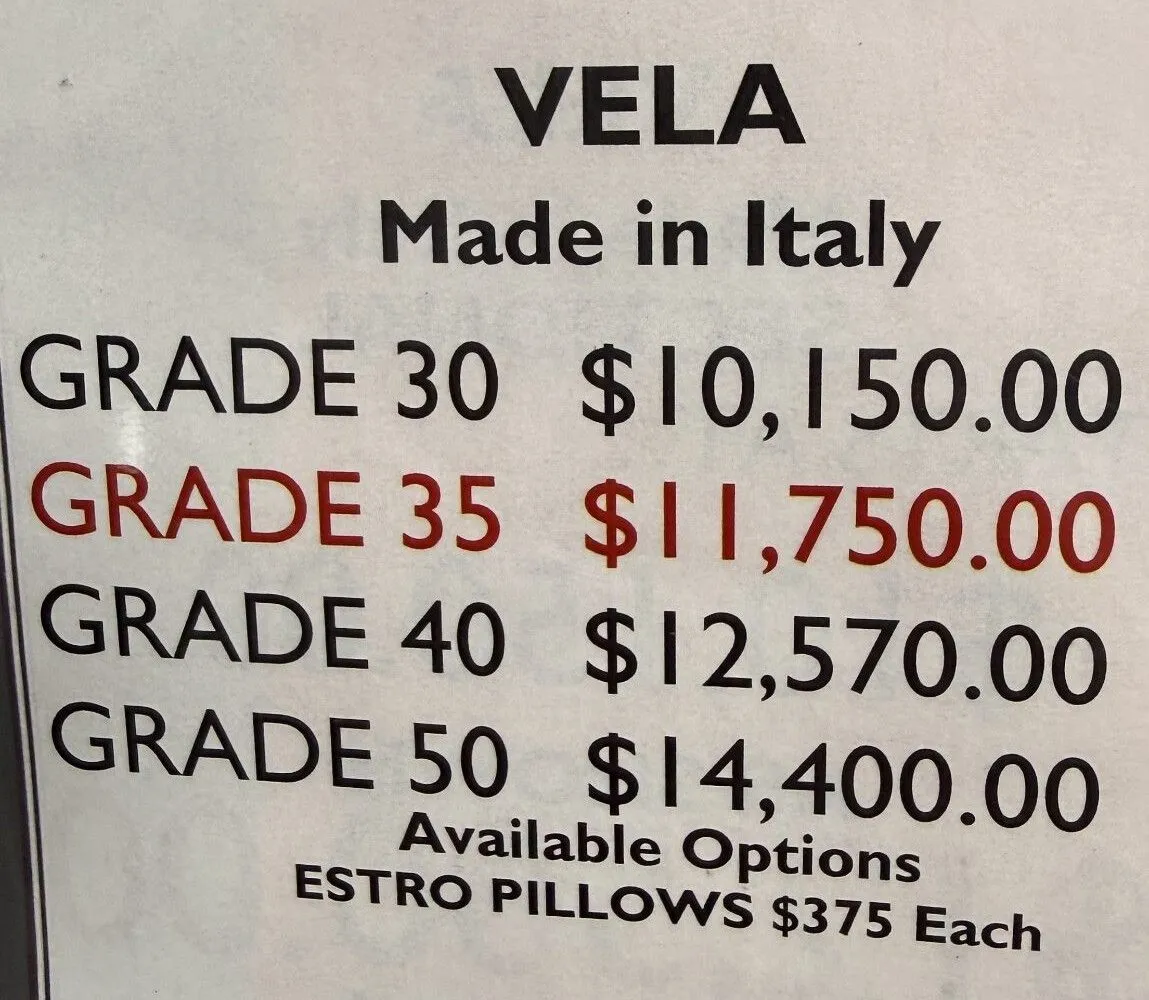 VELA
Made in Italy
GRADE 30 $10,150.00
GRADE 35 $11,750.00
GRADE 40 $12,570.00
GRADE 50 $14,400.00
Available Options
ESTRO PILLOWS $375 Each